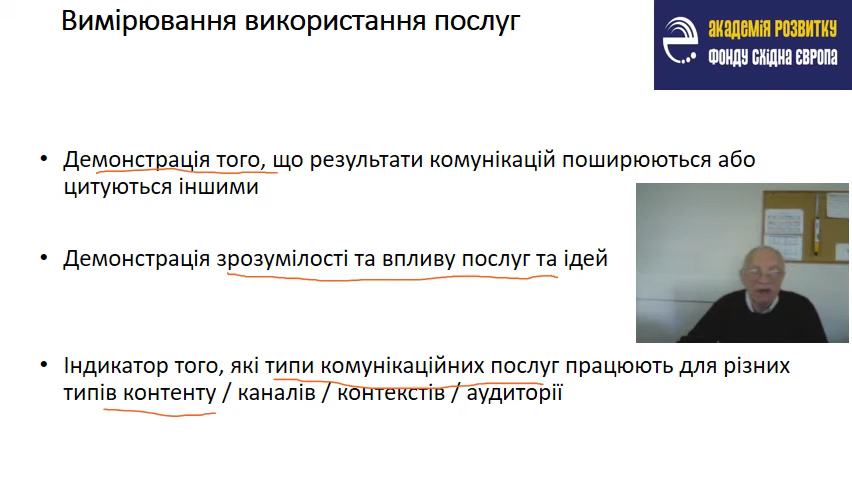 Вимірювання використання послуг
АКАДЕМІЯ РОЗВИТКУ
ФОНДУ СХІДНА ЄВРОПА
• Демонстрація того, що результати комунікацій поширюються або
цитуються іншими
• Демонстрація зрозумілості та впливу послуг та ідей
• Індикатор того, які типи комунікаційних послуг працюють для різних
типів контенту / каналів / контекстів / аудиторії